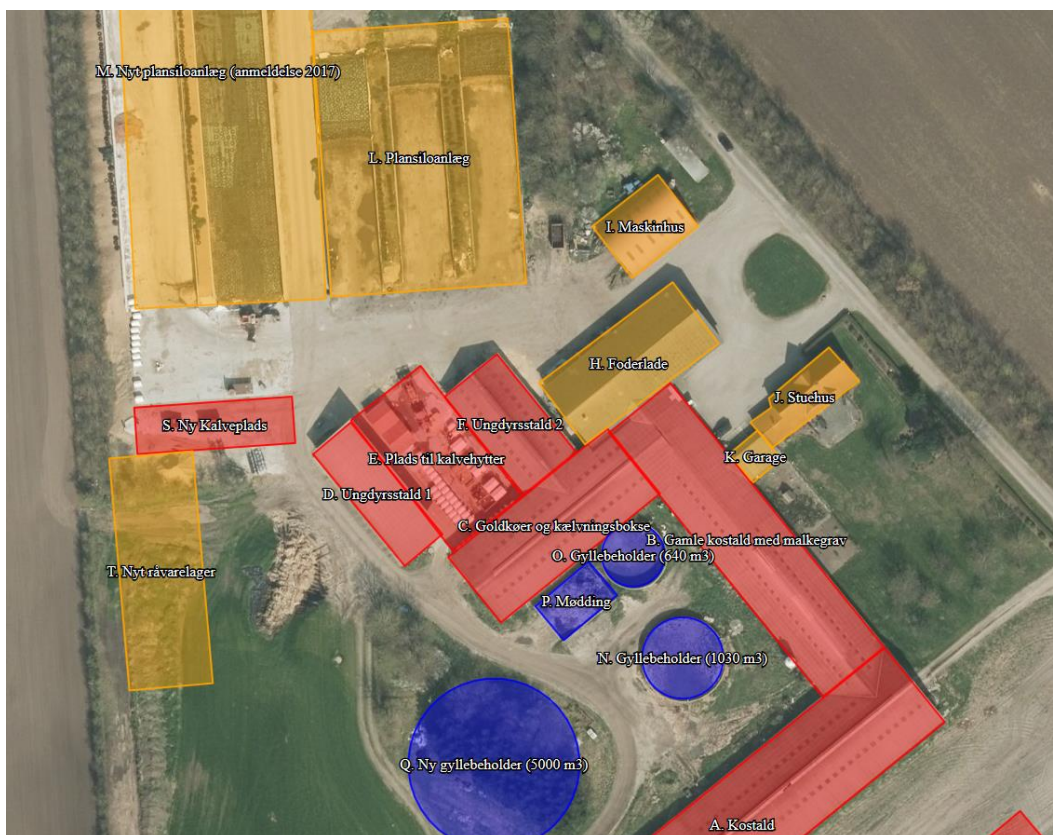 M. Nyt plansiloanlæg (anmeldelse 2017)
L. Plansiloanlæg
I. Maskinhus
H. Foderlade
J. Stuehus
F. Ungdyrsstald 2
S. Ny Kalveplads
E. Plads til kalvehytter
K. Garage
D. Ungdyrsstald 1
C. Goldkøer og kælvningsbokse
B. Gamle kostald med malkegrav
O. Gyllebeholder (640 m3)
T. Nyt råvarelager
P. Mødding
N. Gyllebeholder (1030 m3)
Q. Ny gyllebeholder (5000 m3)
A. Kostald